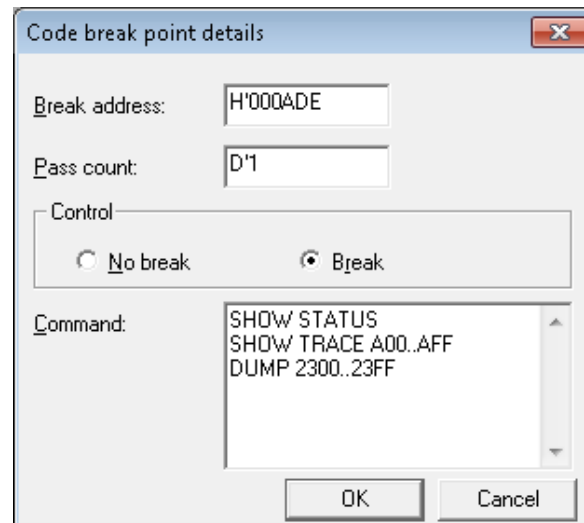 Code break point details
Break address:
H'000ADE
Pass count:
D'1
Control
No break
Break
Command:
SHOW STATUS
SHOW TRACE A00..AFF
DUMP 2300..23FF
OK
Cancel